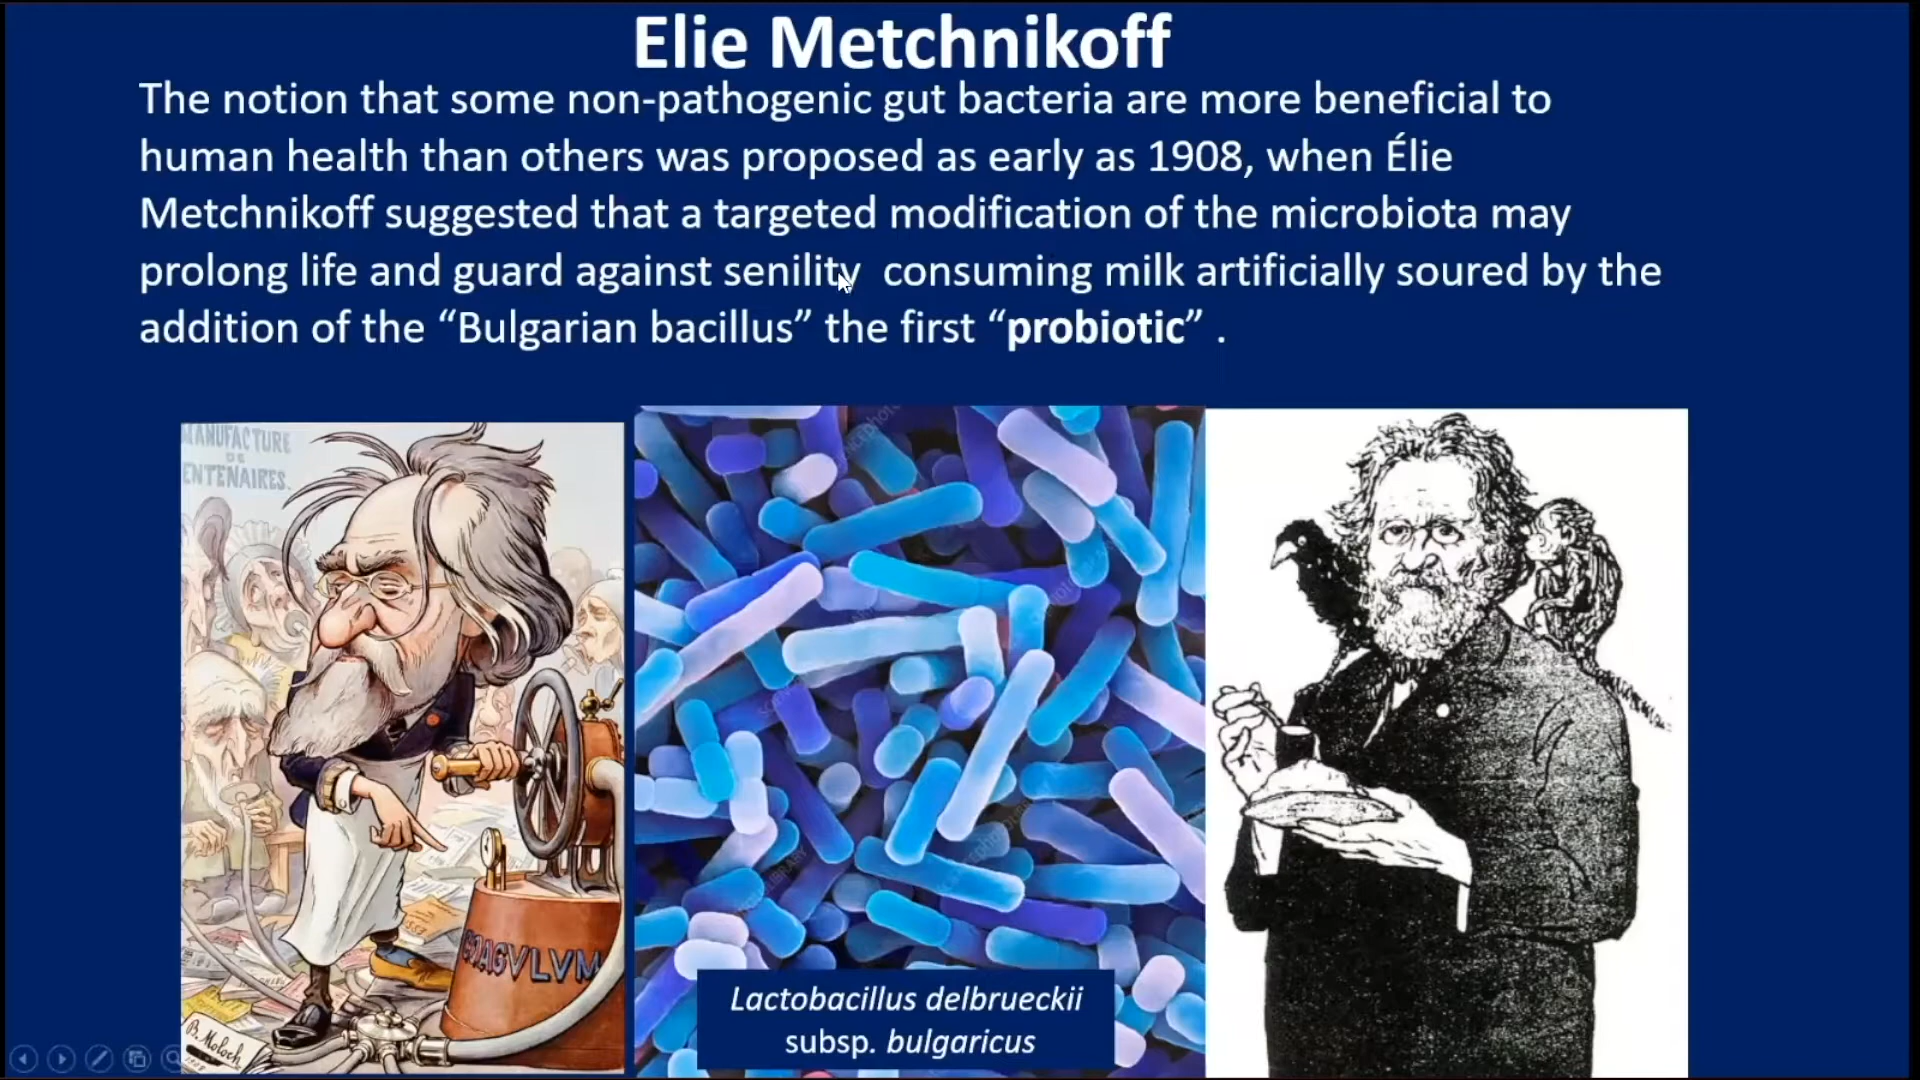 Elie Metchnikoff
The notion that some non-pathogenic gut bacteria are more beneficial to
human health than others was proposed as early as 1908, when Élie
Metchnikoff suggested that a targeted modification of the microbiota may
prolong life and guard against senility consuming milk artificially soured by the
addition of the “Bulgarian bacillus” the first “probiotic” .
MANUFACTURE
DE
ENTENAIRES.
COAGVLVM
B. Moloch
Lactobacillus delbrueckii
subsp. bulgaricus